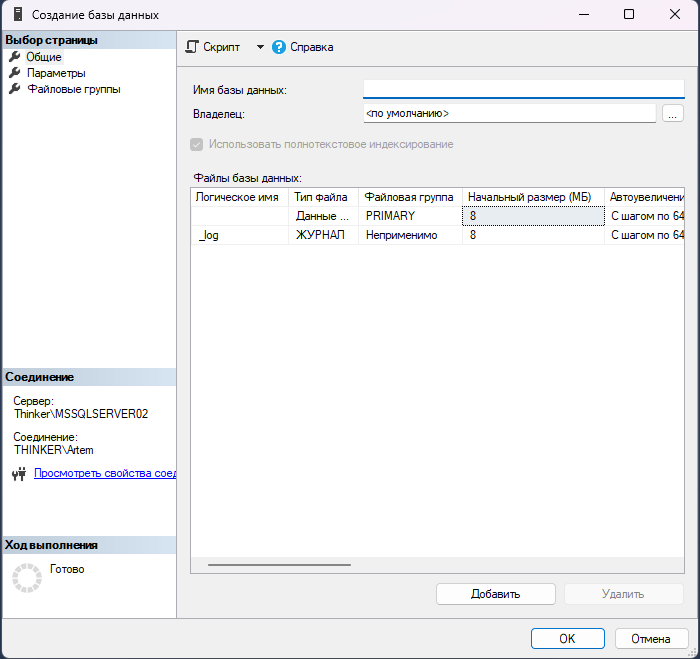 Создание базы данных
Выбор страницы
Общие
Параметры
Файловые группы
Скрипт
Справка
Имя базы данных:
Владелец:
<по умолчанию>
...
Использовать полнотекстовое индексирование
Файлы базы данных:
Логическое имя Тип файла Файловая группа Начальный размер (МБ) Автоувеличени
Данные ... PRIMARY 8 С шагом по 64
_log ЖУРНАЛ Неприменимо 8 С шагом по 64
Соединение
Сервер:
Thinker\MSSQLSERVER02
Соединение:
THINKER\Artem
Просмотреть свойства соед
Ход выполнения
Готово
Добавить
Удалить
OK
Отмена